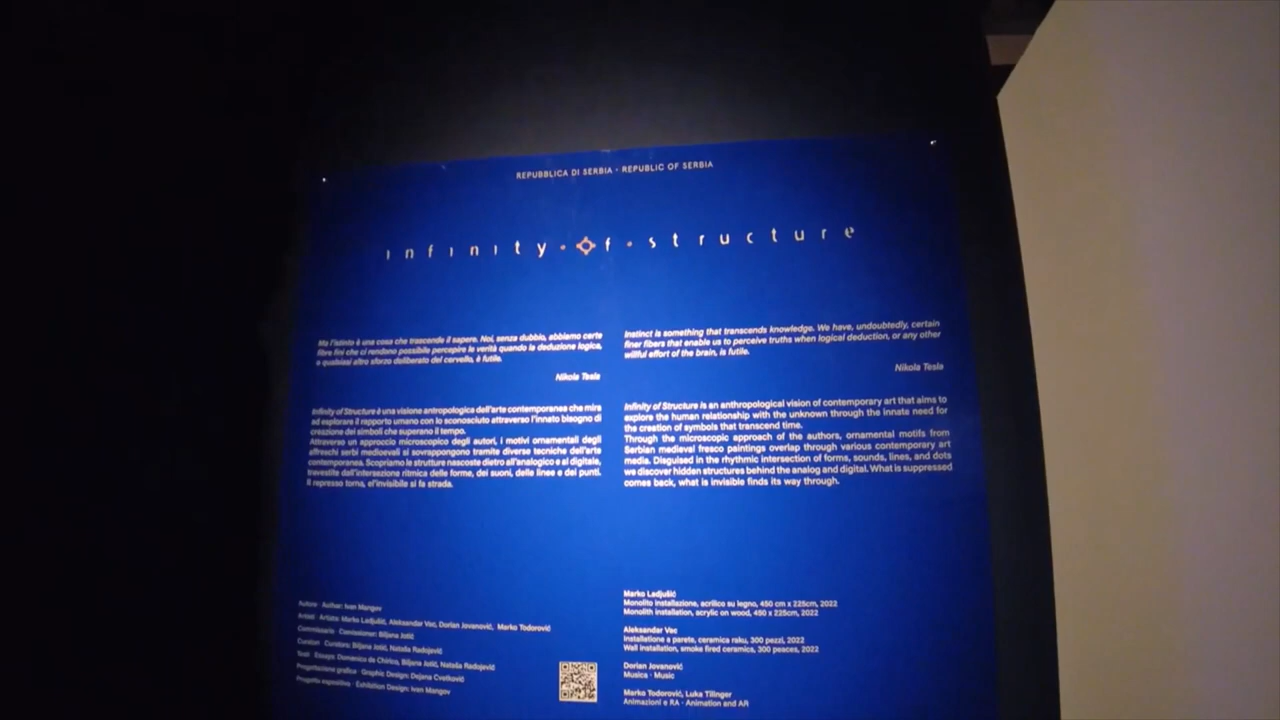 REPUBBLICA DI SERBIA · REPUBLIC OF SERBIA
infinity · of · structure
Ma l'istinto è una cosa che trascende il sapere. Noi, senza dubbio, abbiamo certe
fibre fini che ci rendono possibile percepire le verità quando la deduzione logica,
o qualsiasi altro sforzo deliberato del cervello, è futile.
Nikola Tesla
Infinity of Structure è una visione antropologica dell'arte contemporanea che mira
ad esplorare il rapporto umano con lo sconosciuto attraverso l'innato bisogno di
creazione dei simboli che superano il tempo.
Attraverso un approccio microscopico degli autori, i motivi ornamentali degli
affreschi serbi medioevali si sovrappongono tramite diverse tecniche dell'arte
contemporanea. Scopriamo le strutture nascoste dietro all'analogico e al digitale,
travestite dall'intersezione ritmica delle forme, dei suoni, delle linee e dei punti.
Il represso torna, el'invisibile si fa strada.
Instinct is something that transcends knowledge. We have, undoubtedly, certain
finer fibers that enable us to perceive truths when logical deduction, or any other
willful effort of the brain, is futile.
Nikola Tesla
Infinity of Structure is an anthropological vision of contemporary art that aims to
explore the human relationship with the unknown through the innate need for
the creation of symbols that transcend time.
Through the microscopic approach of the authors, ornamental motifs from
Serbian medieval fresco paintings overlap through various contemporary art
media. Disguised in the rhythmic intersection of forms, sounds, lines, and dots
we discover hidden structures behind the analog and digital. What is suppressed
comes back, what is invisible finds its way through.
Autore · Author: Ivan Mangov
Artisti · Artists: Marko Ladjušić, Aleksandar Vac, Dorian Jovanović, Marko Todorović
Commissario · Comissioner: Biljana Jotić
Curatori · Curators: Biljana Jotić, Nataša Radojević
Testi · Essays: Domenico de Chirico, Biljana Jotić, Nataša Radojević
Progettazione grafica · Graphic Design: Dejana Cvetković
Progetto espositivo · Exhibition Design: Ivan Mangov
Marko Ladjušić
Monolito installazione, acrilico su legno, 450 cm x 225cm, 2022
Monolith installation, acrylic on wood, 450 x 225cm, 2022
Aleksandar Vac
Installazione a parete, ceramica raku, 300 pezzi, 2022
Wall installation, smoke fired ceramics, 300 peaces, 2022
Dorian Jovanović
Musica · Music
Marko Todorović, Luka Tilinger
Animazioni e RA · Animation and AR